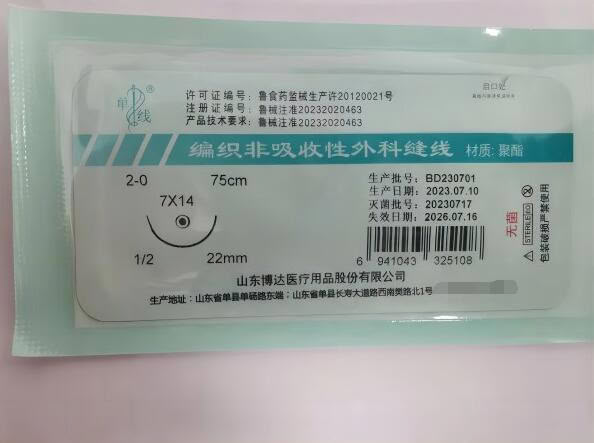 单线®
许可证编号：鲁食药监械生产许20120021号
注册证编号：鲁械注准20232020463
产品技术要求：鲁械注准20232020463
启口处
编织非吸收性外科缝线 材质：聚酯
2-0 75cm
7X14
1/2 22mm
生产批号：BD230701
生产日期：2023.07.10
灭菌批号：20230717
失效日期：2026.07.16
6 941043 325108
无菌
STERILE EO
包装破损严禁使用
山东博达医疗用品股份有限公司
生产地址：山东省单县单砀路东端；山东省单县长寿大道路西南樊路北1号